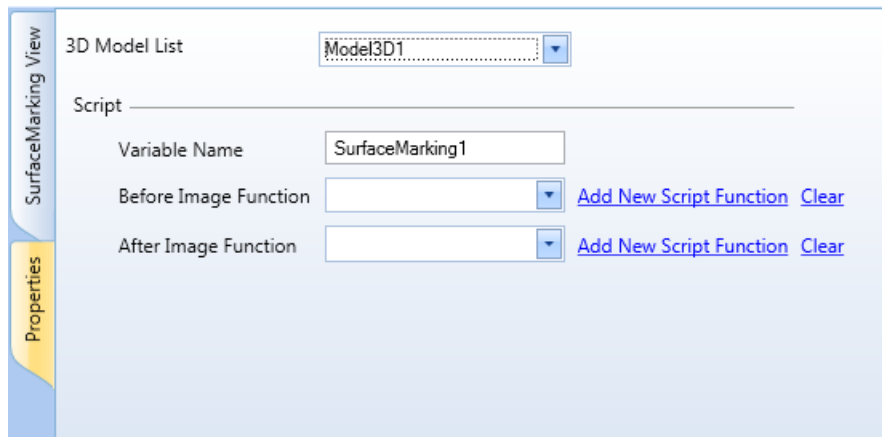 SurfaceMarking View
Properties
3D Model List Model3D1
Script
Variable Name SurfaceMarking1
Before Image Function Add New Script Function Clear
After Image Function Add New Script Function Clear